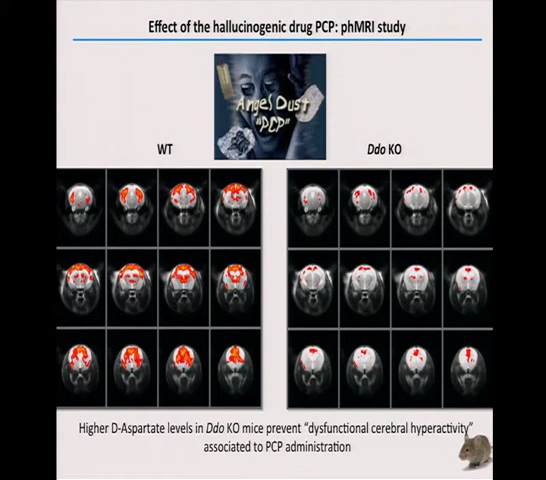 Effect of the hallucinogenic drug PCP: phMRI study
Angel's Dust
"PCP"
WT
Ddo KO
Higher D-Aspartate levels in Ddo KO mice prevent “dysfunctional cerebral hyperactivity”
associated to PCP administration